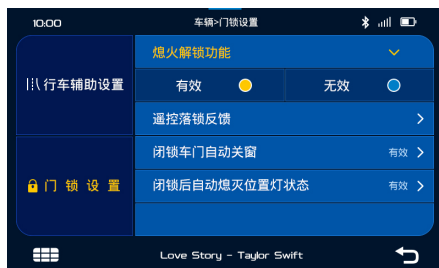 10:00 车辆>门锁设置
熄火解锁功能
行车辅助设置
有效 无效
遥控落锁反馈
闭锁车门自动关窗 有效
门锁设置
闭锁后自动熄灭位置灯状态 有效
Love Story - Taylor Swift